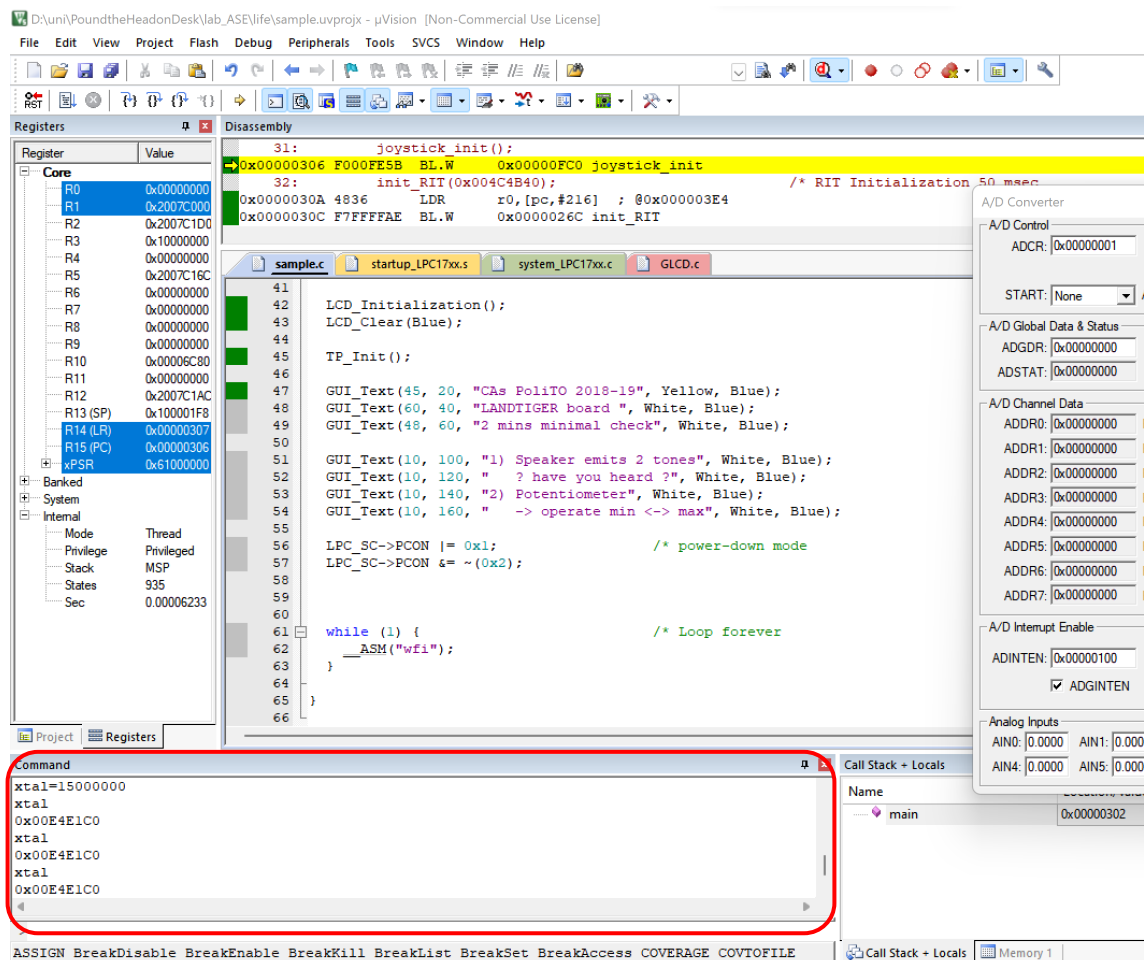 D:\uni\PoundtheHeadonDesk\lab_ASE\life\sample.uvprojx - µVision [Non-Commercial Use License]
File Edit View Project Flash Debug Peripherals Tools SVCS Window Help
RST
Registers
Register Value
Core
R0 0x00000000
R1 0x2007C000
R2 0x2007C1D0
R3 0x10000000
R4 0x00000000
R5 0x2007C16C
R6 0x00000000
R7 0x00000000
R8 0x00000000
R9 0x00000000
R10 0x00006C80
R11 0x00000000
R12 0x2007C1AC
R13 (SP) 0x100001F8
R14 (LR) 0x00000307
R15 (PC) 0x00000306
xPSR 0x61000000
Banked
System
Internal
Mode Thread
Privilege Privileged
Stack MSP
States 935
Sec 0.00006233
Project Registers
Disassembly
31: joystick_init();
0x00000306 F000FE5B BL.W 0x00000FC0 joystick_init
32: init_RIT(0x004C4B40); /* RIT Initialization 50 msec
0x0000030A 4836 LDR r0,[pc,#216] ; @0x000003E4
0x0000030C F7FFFFAE BL.W 0x0000026C init_RIT
sample.c startup_LPC17xx.s system_LPC17xx.c GLCD.c
41
42 LCD_Initialization();
43 LCD_Clear(Blue);
44
45 TP_Init();
46
47 GUI_Text(45, 20, "CAs PoliTO 2018-19", Yellow, Blue);
48 GUI_Text(60, 40, "LANDTIGER board ", White, Blue);
49 GUI_Text(48, 60, "2 mins minimal check", White, Blue);
50
51 GUI_Text(10, 100, "1) Speaker emits 2 tones", White, Blue);
52 GUI_Text(10, 120, "   ? have you heard ?", White, Blue);
53 GUI_Text(10, 140, "2) Potentiometer", White, Blue);
54 GUI_Text(10, 160, "   -> operate min <-> max", White, Blue);
55
56 LPC_SC->PCON |= 0x1; /* power-down mode
57 LPC_SC->PCON &= ~(0x2);
58
59
60
61 while (1) { /* Loop forever
62 __ASM("wfi");
63 }
64
65 }
66
A/D Converter
A/D Control
ADCR: 0x00000001
START: None
A/D Global Data & Status
ADGDR: 0x00000000
ADSTAT: 0x00000000
A/D Channel Data
ADDR0: 0x00000000
ADDR1: 0x00000000
ADDR2: 0x00000000
ADDR3: 0x00000000
ADDR4: 0x00000000
ADDR5: 0x00000000
ADDR6: 0x00000000
ADDR7: 0x00000000
A/D Interrupt Enable
ADINTEN: 0x00000100
ADGINTEN
Analog Inputs
AIN0: 0.0000 AIN1: 0.000
AIN4: 0.0000 AIN5: 0.000
Command
xtal=15000000
xtal
0x00E4E1C0
xtal
0x00E4E1C0
xtal
0x00E4E1C0
ASSIGN BreakDisable BreakEnable BreakKill BreakList BreakSet BreakAccess COVERAGE COVTOFILE
Call Stack + Locals
Name
main 0x00000302
Call Stack + Locals Memory 1